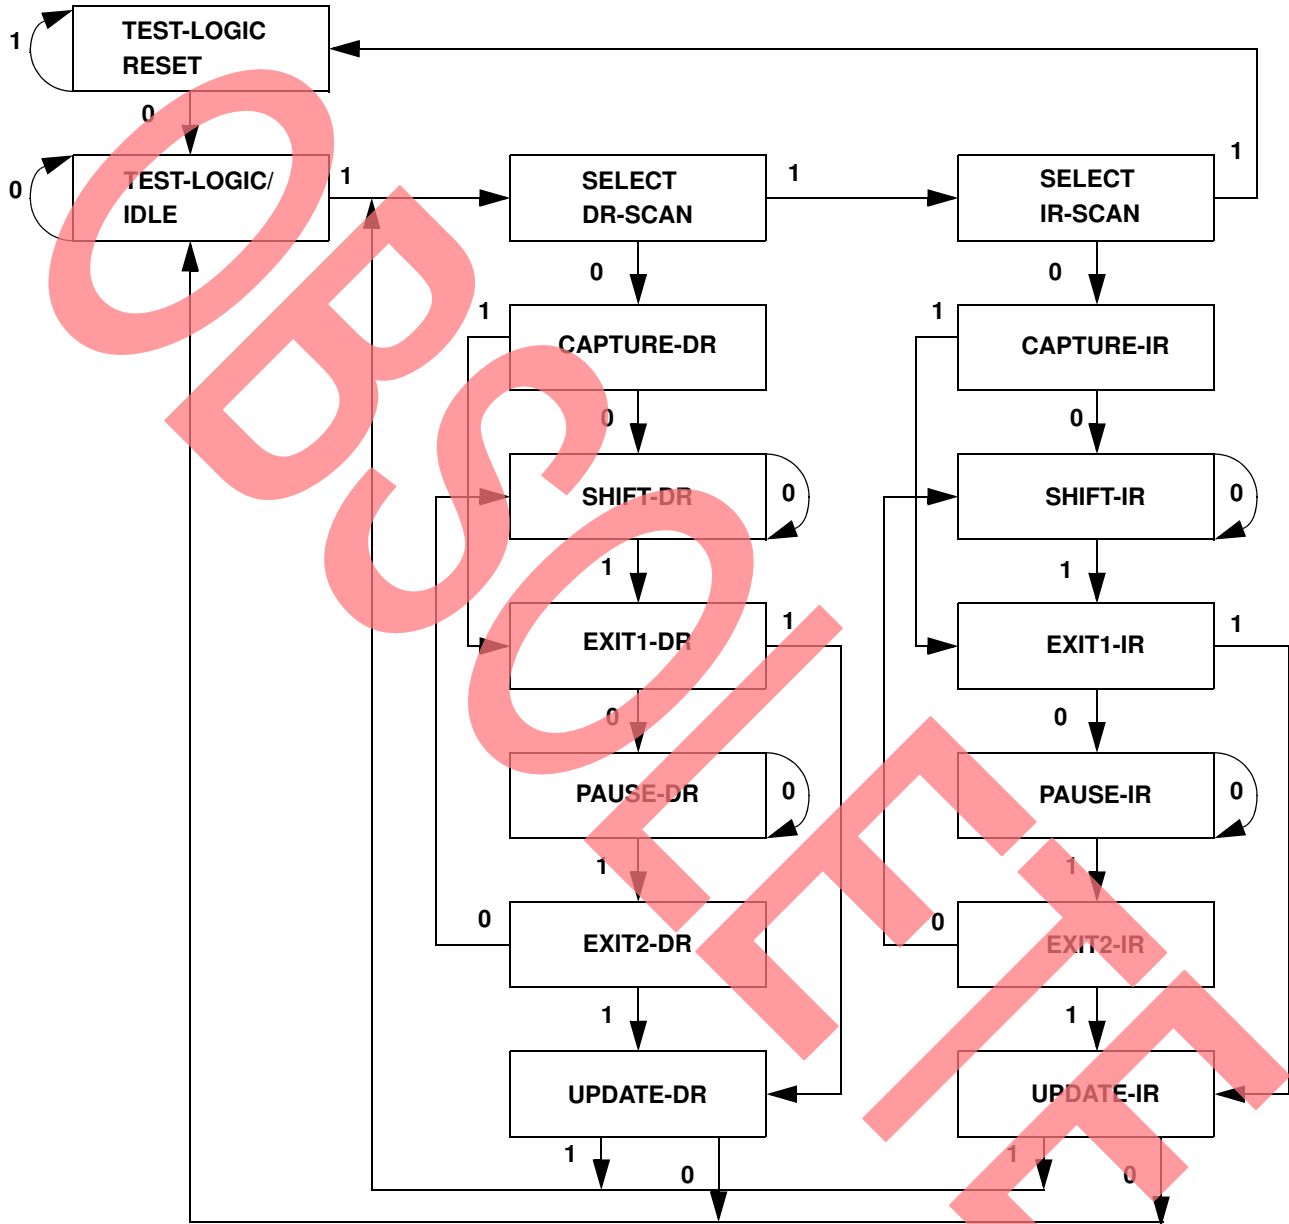 TEST-LOGIC
RESET
1
0
TEST-LOGIC/
IDLE
0
1
SELECT
DR-SCAN
1
SELECT
IR-SCAN
1
0
0
1
CAPTURE-DR
1
CAPTURE-IR
0
0
SHIFT-DR
0
SHIFT-IR
0
1
1
EXIT1-DR
1
EXIT1-IR
1
0
0
PAUSE-DR
0
PAUSE-IR
0
1
1
0
EXIT2-DR
0
EXIT2-IR
1
1
UPDATE-DR
UPDATE-IR
1
0
1
0
OBSOLETE